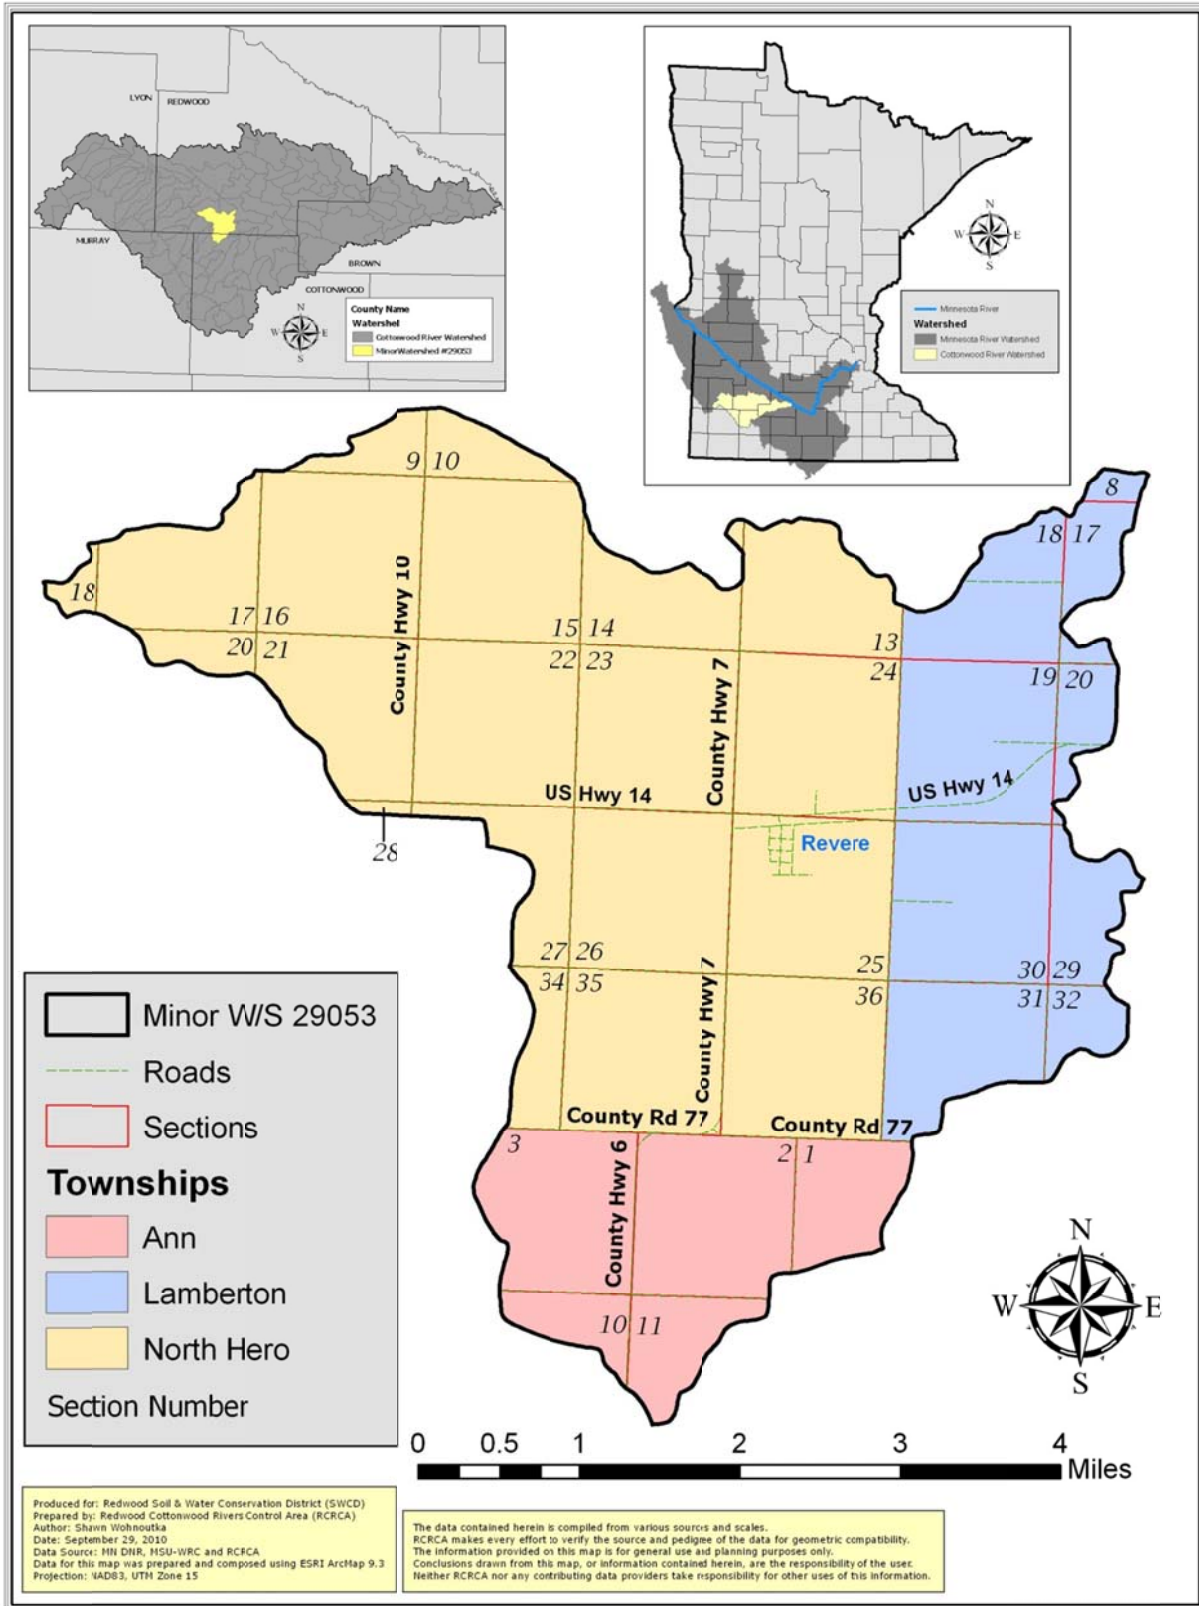 LYON
REDWOOD
MURRAY
BROWN
COTTONWOOD
N
W E
S
County Name
Watershel
Cottonwood River Watershed
MinorWatershed #29053
N
W E
S
Minnesota River
Watershed
Minnesota River Watershed
Cottonwood River Watershed
9 10
8
18 17
18
County Hwy 10
17 16
15 14
13
20 21
22 23
24
19 20
County Hwy 7
US Hwy 14
US Hwy 14
Revere
28
27 26
25
30 29
34 35
36
31 32
County Hwy 7
County Rd 77
County Rd 77
3
2 1
County Hwy 6
10 11
Minor W/S 29053
Roads
Sections
Townships
Ann
Lamberton
North Hero
Section Number
N
W E
S
0 0.5 1 2 3 4
Miles
Produced for: Redwood Soil & Water Conservation District (SWCD)
Prepared by: Redwood Cottonwood Rivers Control Area (RCRCA)
Author: Shawn Wohnoutka
Date: September 29, 2010
Data Source: MN DNR, MSU-WRC and RCRCA
Data for this map was prepared and composed using ESRI ArcMap 9.3
Projection: NAD83, UTM Zone 15
The data contained herein is compiled from various sources and scales.
RCRCA makes every effort to verify the source and pedigree of the data for geometric compatibility.
The information provided on this map is for general use and planning purposes only.
Conclusions drawn from this map, or information contained herein, are the responsibility of the user.
Neither RCRCA nor any contributing data providers take responsibility for other uses of this information.